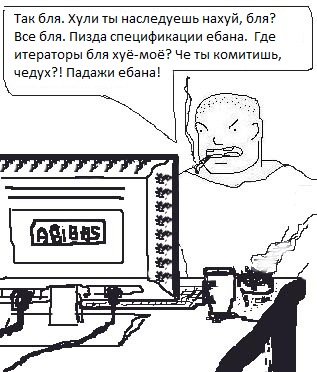 Так бля. Хули ты наследуешь нахуй, бля?
Все бля. Пизда спецификации ебана.  Где
итераторы бля хуё-моё? Че ты комитишь,
чедух?! Падажи ебана!
ABIBAS